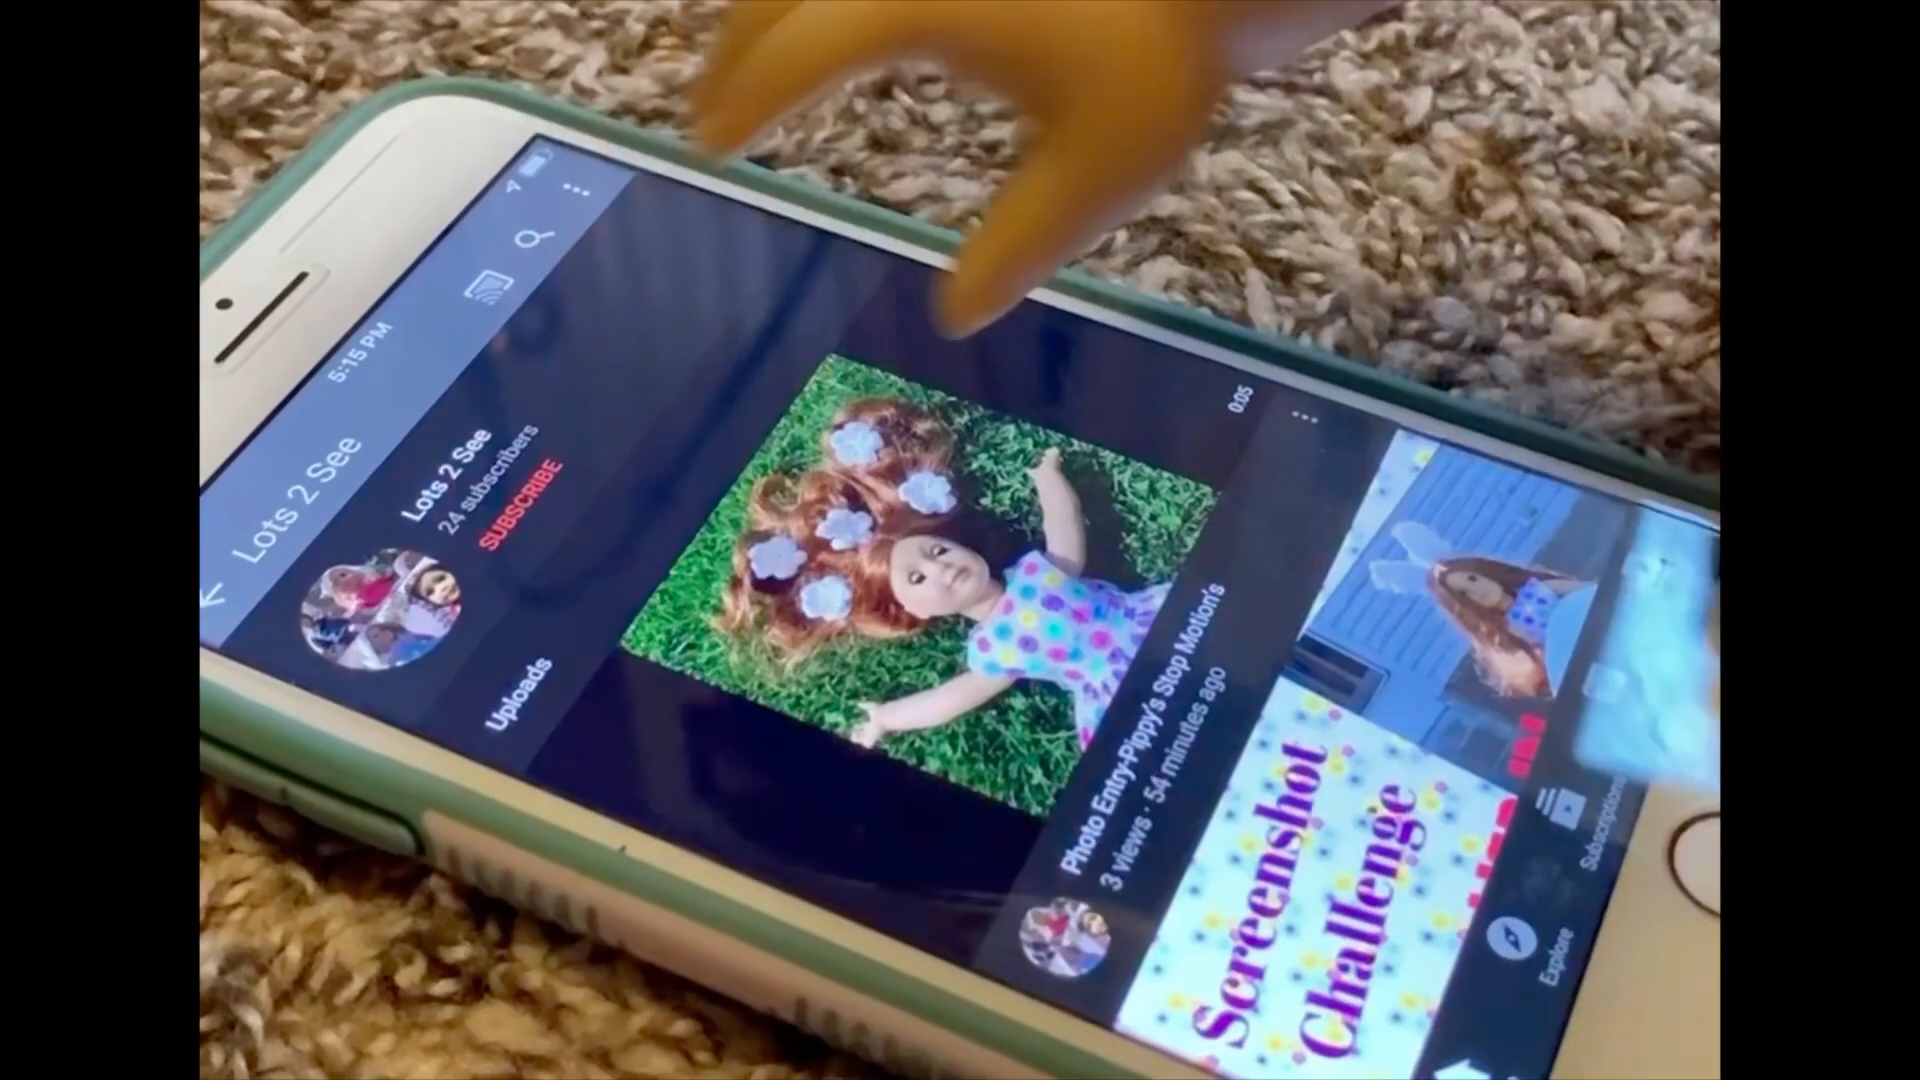 5:15 PM
Lots 2 See
Lots 2 See
24 subscribers
SUBSCRIBE
Uploads
0:05
Photo Entry-Pippy's Stop Motion's
3 views · 54 minutes ago
Screenshot
Challenge
Explore
Subscriptions